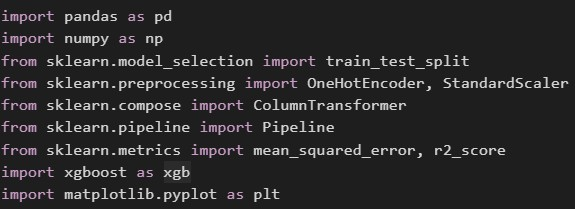 import pandas as pd
import numpy as np
from sklearn.model_selection import train_test_split
from sklearn.preprocessing import OneHotEncoder, StandardScaler
from sklearn.compose import ColumnTransformer
from sklearn.pipeline import Pipeline
from sklearn.metrics import mean_squared_error, r2_score
import xgboost as xgb
import matplotlib.pyplot as plt